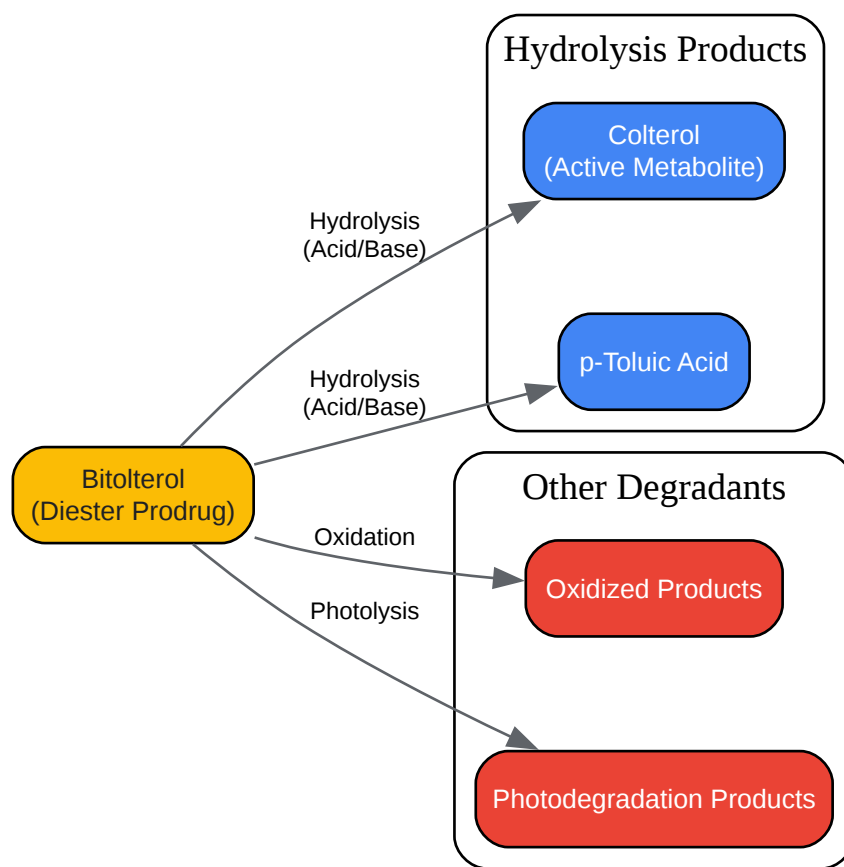 Hydrolysis Products
Colterol
(Active Metabolite)
Hydrolysis
(Acid/Base)
p-Toluic Acid
Hydrolysis
(Acid/Base)
Bitolterol
(Diester Prodrug)
Other Degradants
Oxidation
Oxidized Products
Photolysis
Photodegradation Products